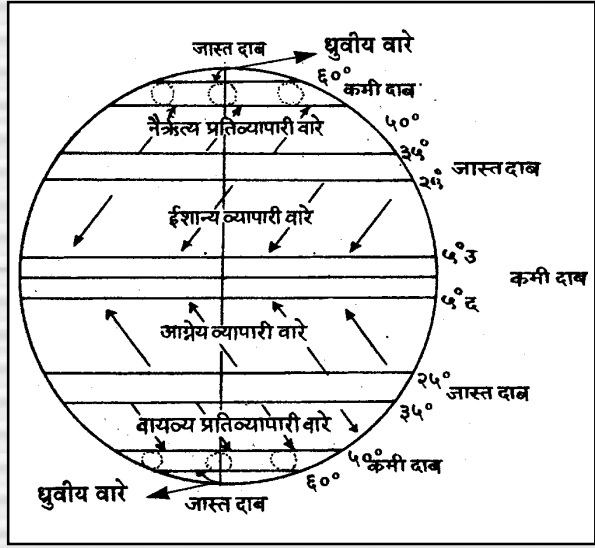 जास्त दाब
ध्रुवीय वारे
६०°
कमी दाब
५०°
नैर्ऋत्य प्रतिव्यापारी वारे
३५°
जास्त दाब
२५°
ईशान्य व्यापारी वारे
५°उ
कमी दाब
५°द
आग्नेय व्यापारी वारे
२५°
जास्त दाब
३५°
वायव्य प्रतिव्यापारी वारे
५०°
कमी दाब
६०°
ध्रुवीय वारे
जास्त दाब